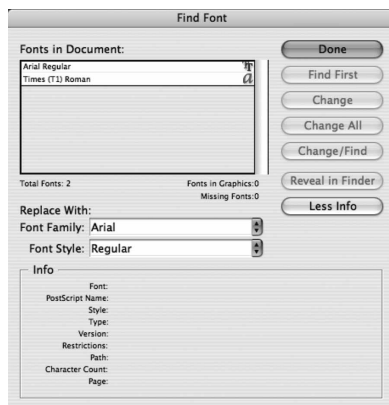 Find Font
Fonts in Document:
Arial Regular
Times (T1) Roman
Total Fonts: 2
Fonts in Graphics:0
Missing Fonts:0
Replace With:
Font Family: Arial
Font Style: Regular
Done
Find First
Change
Change All
Change/Find
Reveal in Finder
Less Info
Info
Font:
PostScript Name:
Style:
Type:
Version:
Restrictions:
Path:
Character Count:
Page: